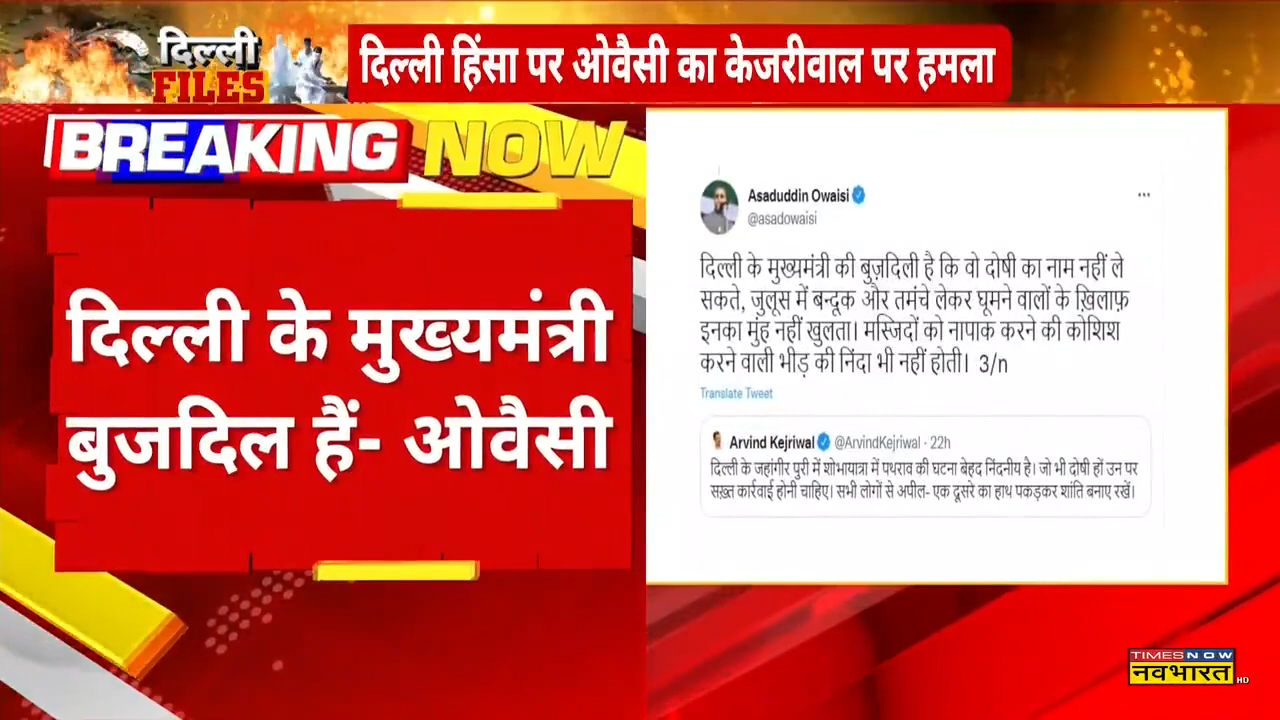 दिल्ली
FILES
दिल्ली हिंसा पर ओवैसी का केजरीवाल पर हमला
BREAKING NOW
दिल्ली के मुख्यमंत्री
बुजदिल हैं- ओवैसी
Asaduddin Owaisi
@asadowaisi
दिल्ली के मुख्यमंत्री की बुज़दिली है कि वो दोषी का नाम नहीं ले
सकते, जुलूस में बन्दूक और तमंचे लेकर घूमने वालों के ख़िलाफ़
इनका मुंह नहीं खुलता। मस्जिदों को नापाक करने की कोशिश
करने वाली भीड़ की निंदा भी नहीं होती। 3/n
Translate Tweet
Arvind Kejriwal @ArvindKejriwal · 22h
दिल्ली के जहांगीर पुरी में शोभायात्रा में पथराव की घटना बेहद निंदनीय है। जो भी दोषी हों उन पर
सख़्त कार्रवाई होनी चाहिए। सभी लोगों से अपील- एक दूसरे का हाथ पकड़कर शांति बनाए रखें।
TIMES NOW
नवभारत HD